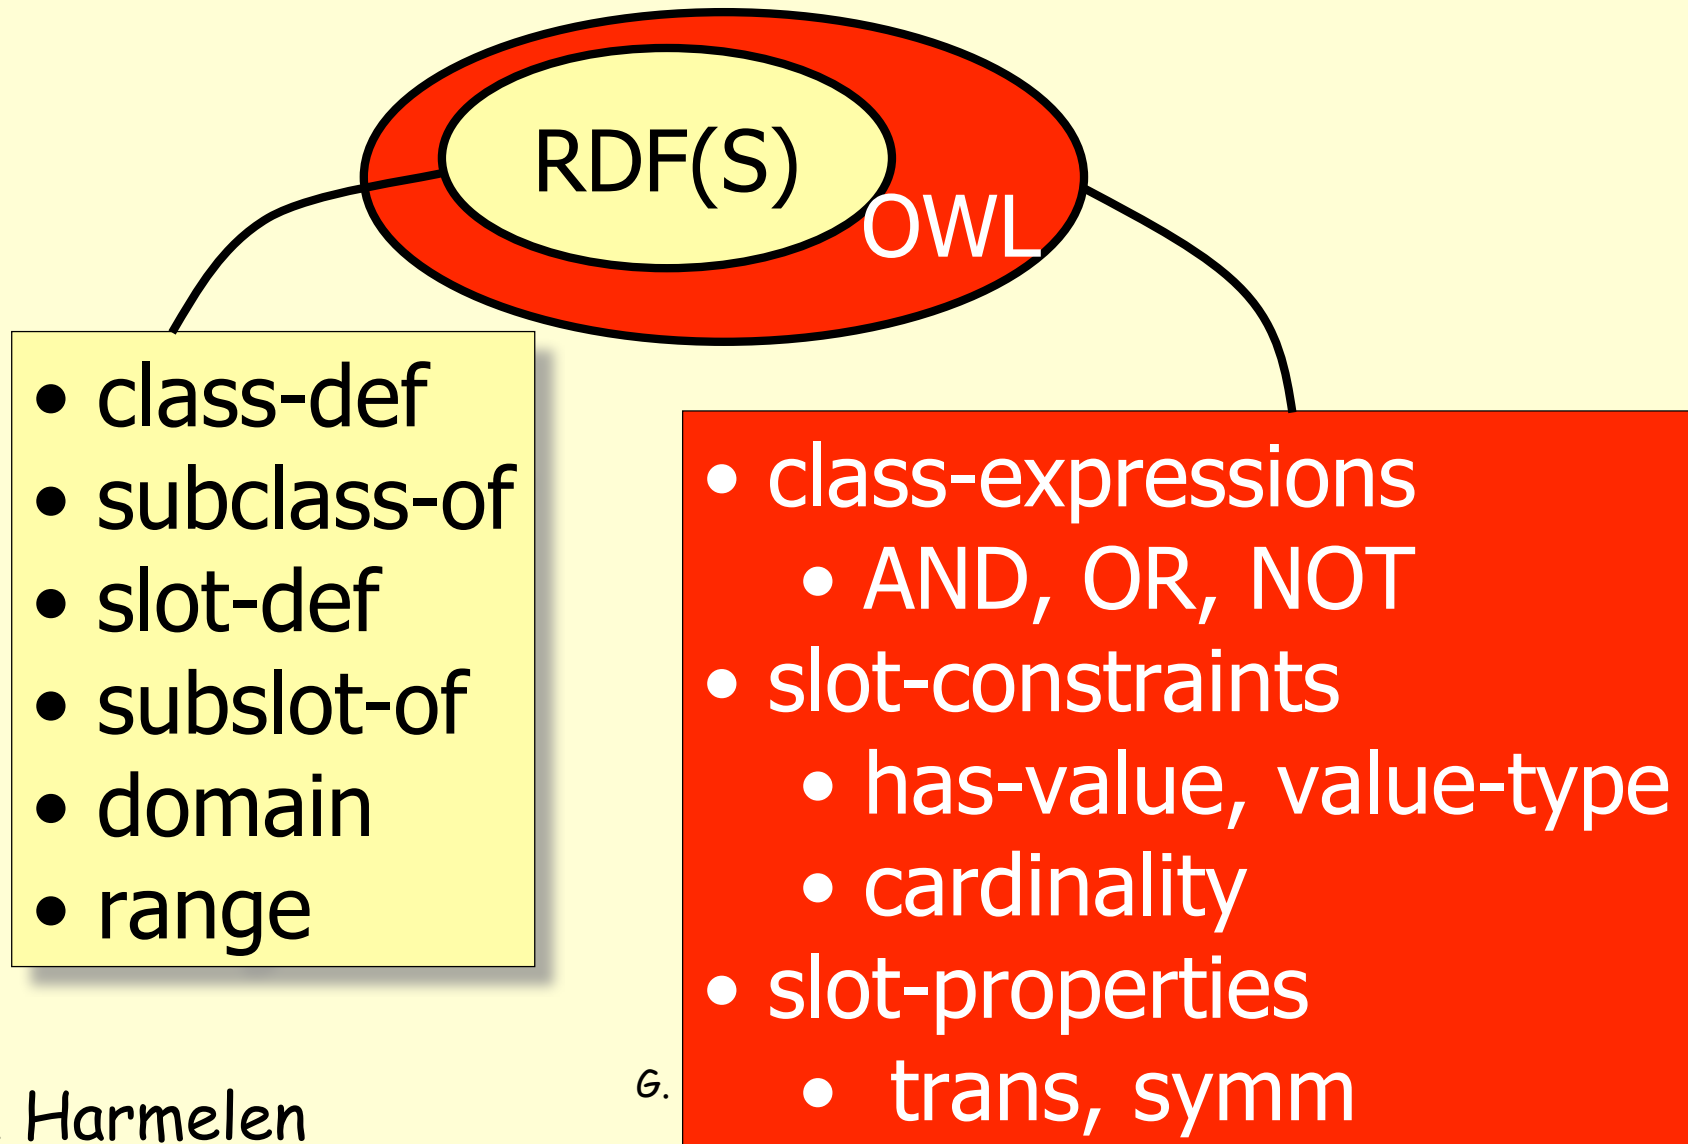 RDF(S)
OWL
• class-def
• subclass-of
• slot-def
• subslot-of
• domain
• range
• class-expressions
• AND, OR, NOT
• slot-constraints
• has-value, value-type
• cardinality
• slot-properties
• trans, symm
Harmelen
G.